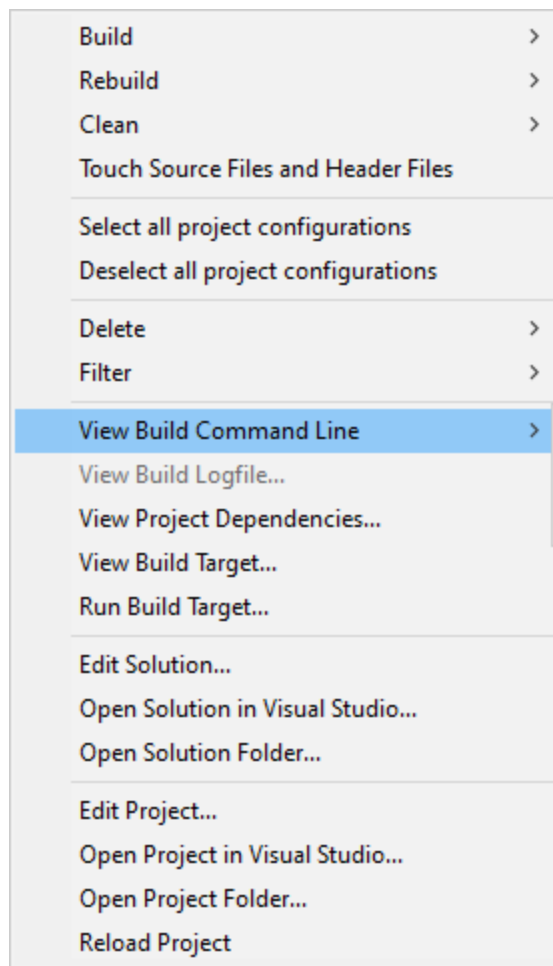 Build
Rebuild
Clean
Touch Source Files and Header Files
Select all project configurations
Deselect all project configurations
Delete
Filter
View Build Command Line
View Build Logfile...
View Project Dependencies...
View Build Target...
Run Build Target...
Edit Solution...
Open Solution in Visual Studio...
Open Solution Folder...
Edit Project...
Open Project in Visual Studio...
Open Project Folder...
Reload Project